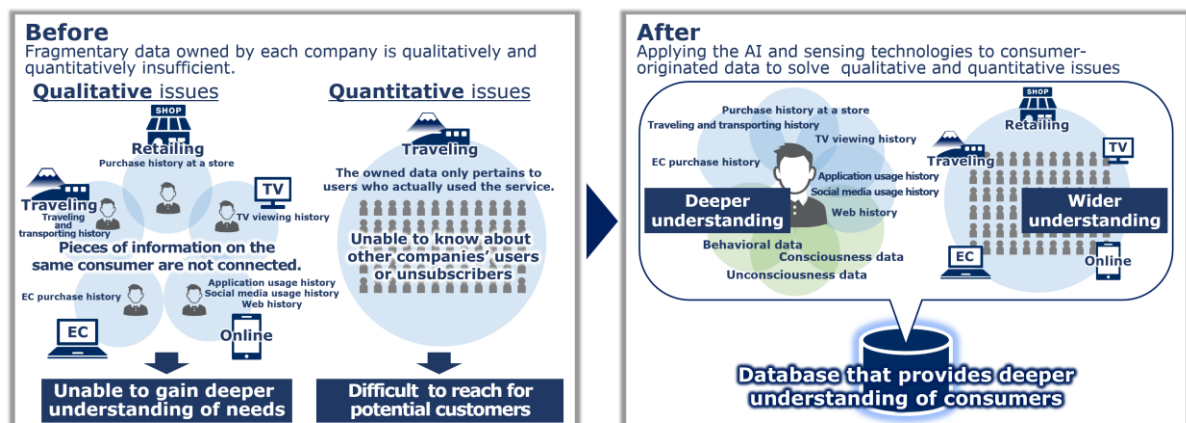 Before
Fragmentary data owned by each company is qualitatively and
quantitatively insufficient.
Qualitative issues
SHOP
Retailing
Purchase history at a store
Traveling
Traveling
and
transporting history
TV
TV viewing history
Pieces of information on the
same consumer are not connected.
EC purchase history
Application usage history
Social media usage history
Web history
EC
Online
Unable to gain deeper
understanding of needs
Quantitative issues
Traveling
The owned data only pertains to
users who actually used the service.
Unable to know about
other companies' users
or unsubscribers
Difficult to reach for
potential customers
After
Applying the AI and sensing technologies to consumer-
originated data to solve qualitative and quantitative issues
Purchase history at a store
Traveling and transporting history
TV viewing history
EC purchase history
Application usage history
Social media usage history
Deeper
understanding
Web history
Behavioral data
Consciousness data
Unconsciousness data
SHOP
Retailing
Traveling
TV
Wider
understanding
EC
Online
Database that provides deeper
understanding of consumers